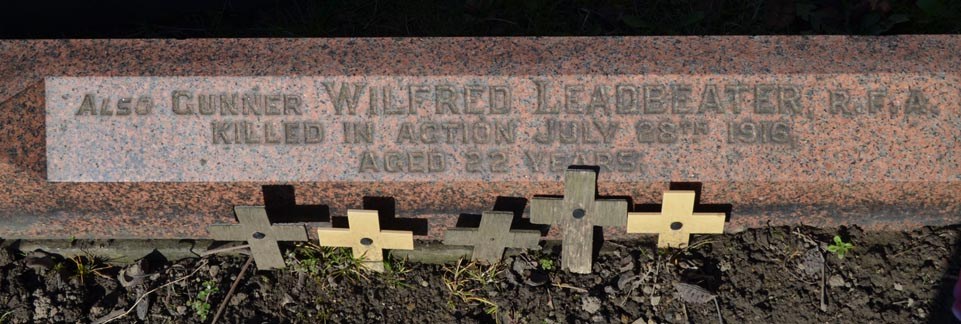 ALSO GUNNER WILFRED LEADBEATER, R.F.A.
KILLED IN ACTION JULY 28TH 1916,
AGED 22 YEARS.